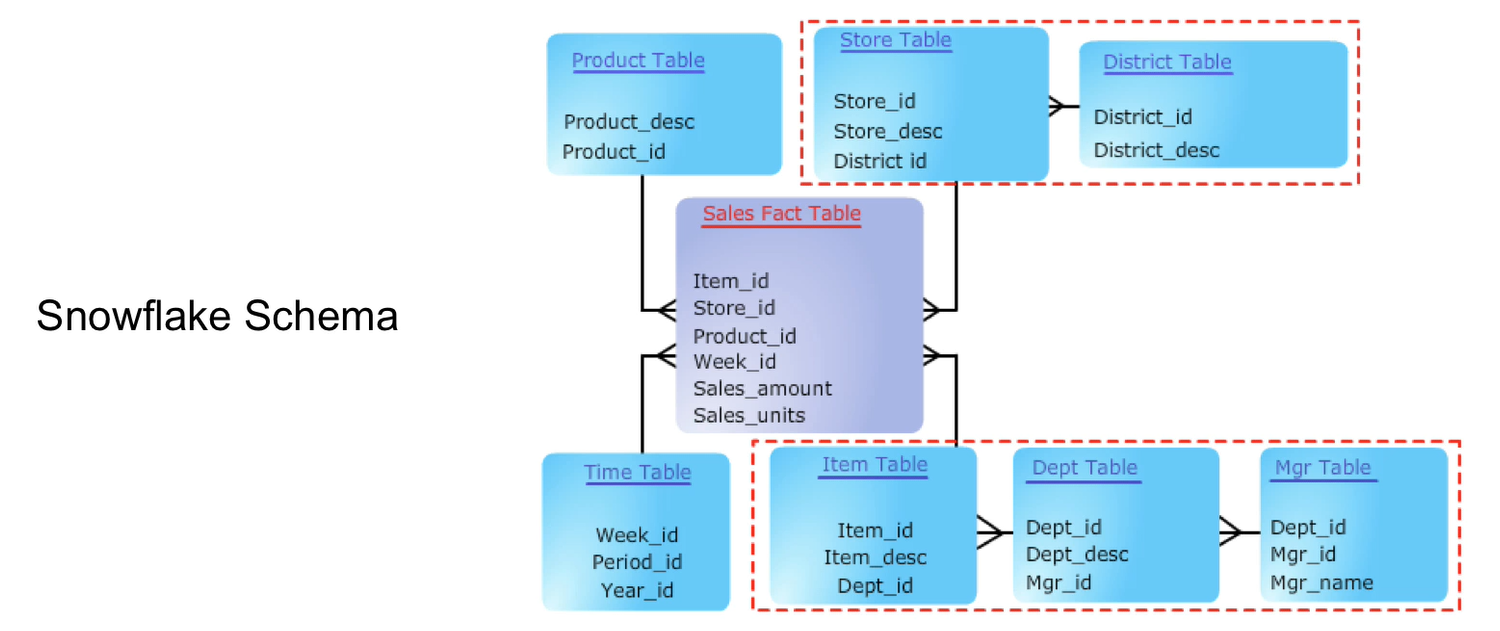 Snowflake Schema
Product Table
Product_desc
Product_id
Store Table
Store_id
Store_desc
District id
District Table
District_id
District_desc
Sales Fact Table
Item_id
Store_id
Product_id
Week_id
Sales_amount
Sales_units
Time Table
Week_id
Period_id
Year_id
Item Table
Item_id
Item_desc
Dept_id
Dept Table
Dept_id
Dept_desc
Mgr_id
Mgr Table
Dept_id
Mgr_id
Mgr_name